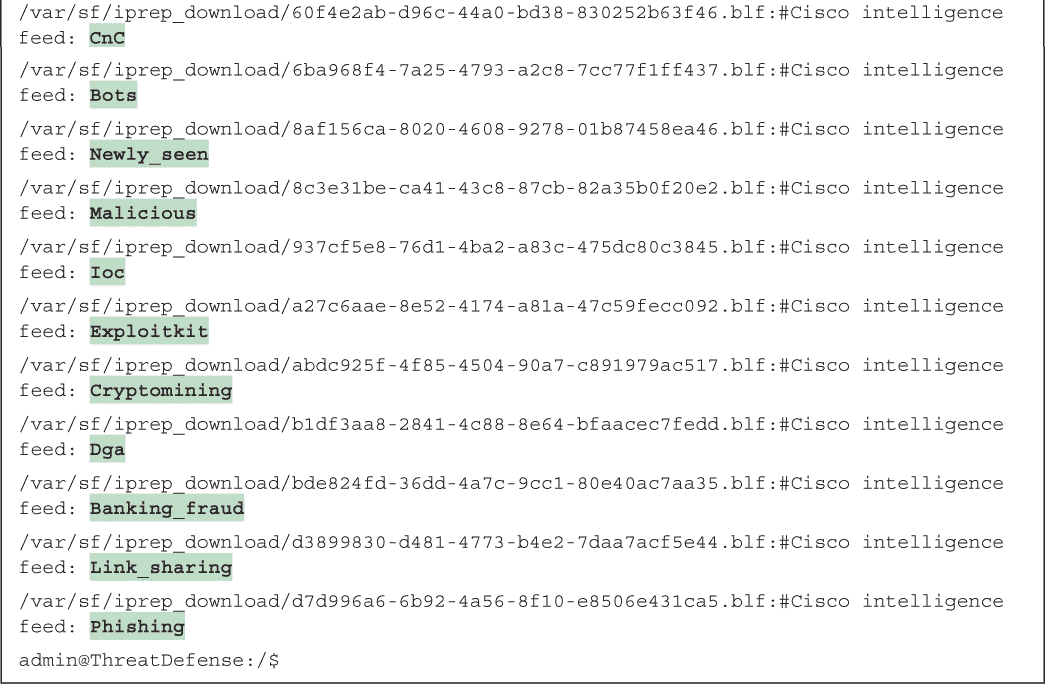 /var/sf/iprep_download/60f4e2ab-d96c-44a0-bd38-830252b63f46.blf:#Cisco intelligence
feed: CnC
/var/sf/iprep_download/6ba968f4-7a25-4793-a2c8-7cc77f1ff437.blf:#Cisco intelligence
feed: Bots
/var/sf/iprep_download/8af156ca-8020-4608-9278-01b87458ea46.blf:#Cisco intelligence
feed: Newly_seen
/var/sf/iprep_download/8c3e31be-ca41-43c8-87cb-82a35b0f20e2.blf:#Cisco intelligence
feed: Malicious
/var/sf/iprep_download/937cf5e8-76d1-4ba2-a83c-475dc80c3845.blf:#Cisco intelligence
feed: Ioc
/var/sf/iprep_download/a27c6aae-8e52-4174-a81a-47c59fecc092.blf:#Cisco intelligence
feed: Exploitkit
/var/sf/iprep_download/abdc925f-4f85-4504-90a7-c891979ac517.blf:#Cisco intelligence
feed: Cryptomining
/var/sf/iprep_download/b1df3aa8-2841-4c88-8e64-bfaacec7fedd.blf:#Cisco intelligence
feed: Dga
/var/sf/iprep_download/bde824fd-36dd-4a7c-9cc1-80e40ac7aa35.blf:#Cisco intelligence
feed: Banking_fraud
/var/sf/iprep_download/d3899830-d481-4773-b4e2-7daa7acf5e44.blf:#Cisco intelligence
feed: Link_sharing
/var/sf/iprep_download/d7d996a6-6b92-4a56-8f10-e8506e431ca5.blf:#Cisco intelligence
feed: Phishing
admin@ThreatDefense:/$